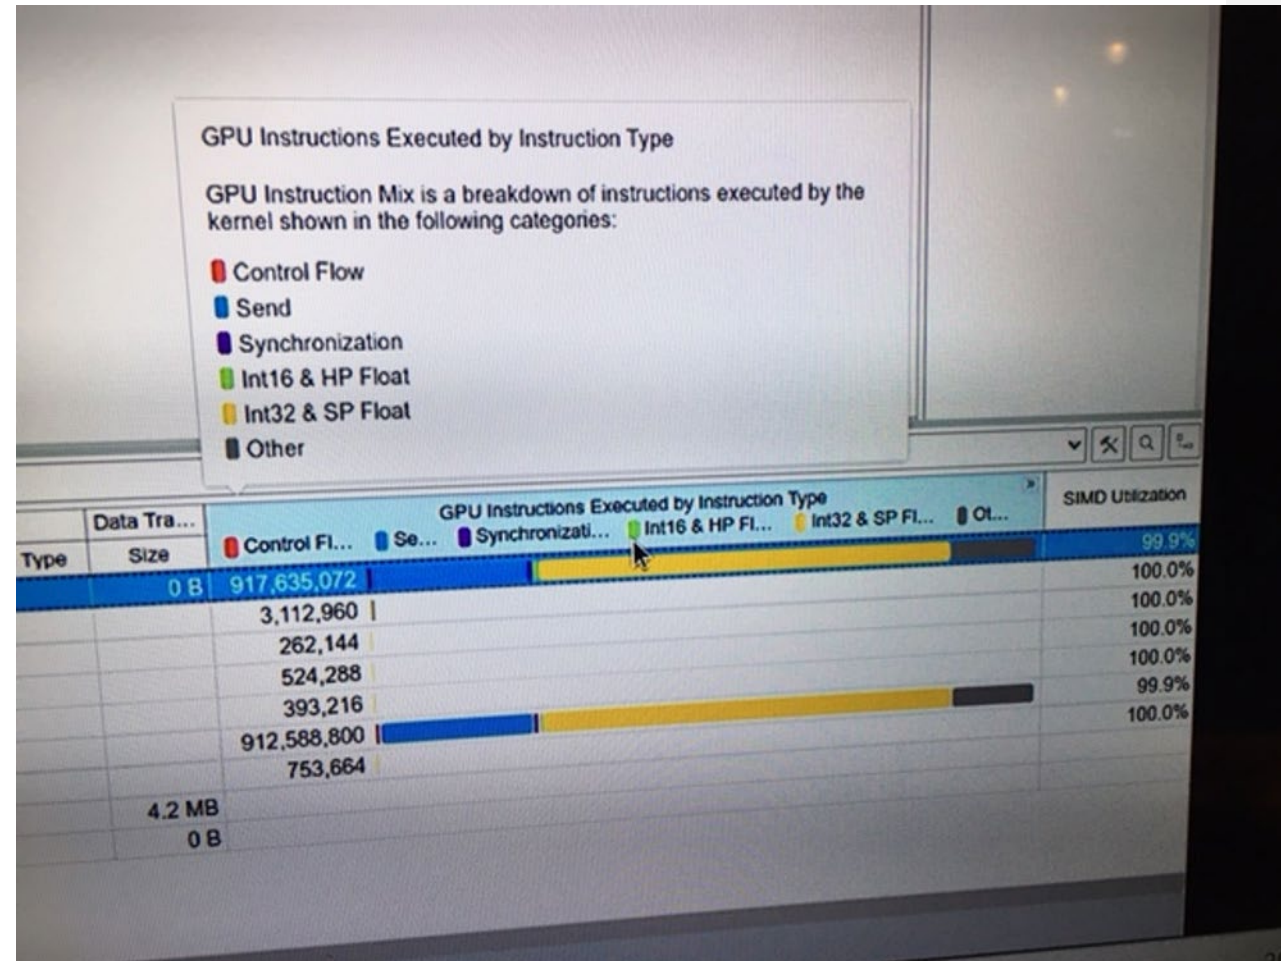 GPU Instructions Executed by Instruction Type
GPU Instruction Mix is a breakdown of instructions executed by the
kernel shown in the following categories:
Control Flow
Send
Synchronization
Int16 & HP Float
Int32 & SP Float
Other
Data Tra... GPU Instructions Executed by Instruction Type » SIMD Utilization
Type Size Control Fl... Se... Synchronizati... Int16 & HP Fl... Int32 & SP Fl... Ot...
0 B 917,635,072 99.9%
3,112,960 100.0%
262,144 100.0%
524,288 100.0%
393,216 100.0%
912,588,800 99.9%
753,664 100.0%
4.2 MB
0 B